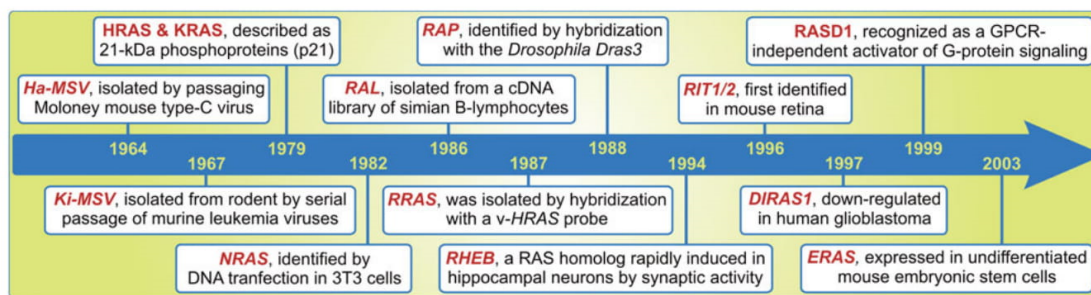 HRAS & KRAS, described as
21-kDa phosphoproteins (p21)
RAP, identified by hybridization
with the Drosophila Dras3
RASD1, recognized as a GPCR-
independent activator of G-protein signaling
Ha-MSV, isolated by passaging
Moloney mouse type-C virus
RAL, isolated from a cDNA
library of simian B-lymphocytes
RIT1/2, first identified
in mouse retina
1964
1967
1979
1982
1986
1987
1988
1994
1996
1997
1999
2003
Ki-MSV, isolated from rodent by serial
passage of murine leukemia viruses
RRAS, was isolated by hybridization
with a v-HRAS probe
DIRAS1, down-regulated
in human glioblastoma
NRAS, identified by
DNA tranfection in 3T3 cells
RHEB, a RAS homolog rapidly induced in
hippocampal neurons by synaptic activity
ERAS, expressed in undifferentiated
mouse embryonic stem cells